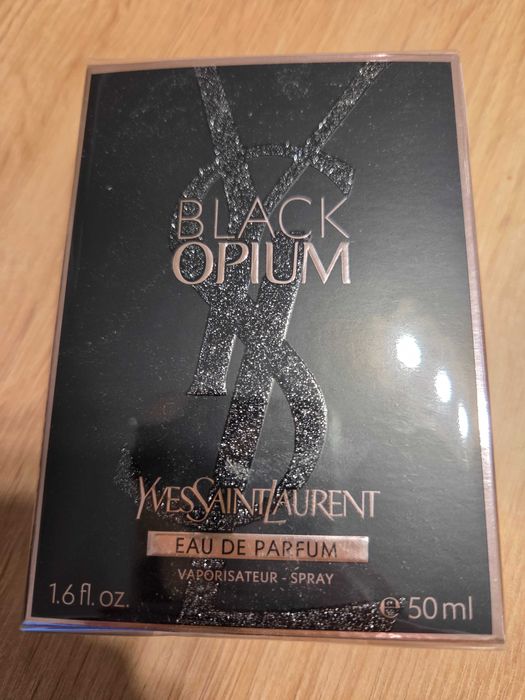 BLACK
OPIUM
YVESSAINTLAURENT
EAU DE PARFUM
VAPORISATEUR - SPRAY
1.6 fl. oz. ℮ 50 ml